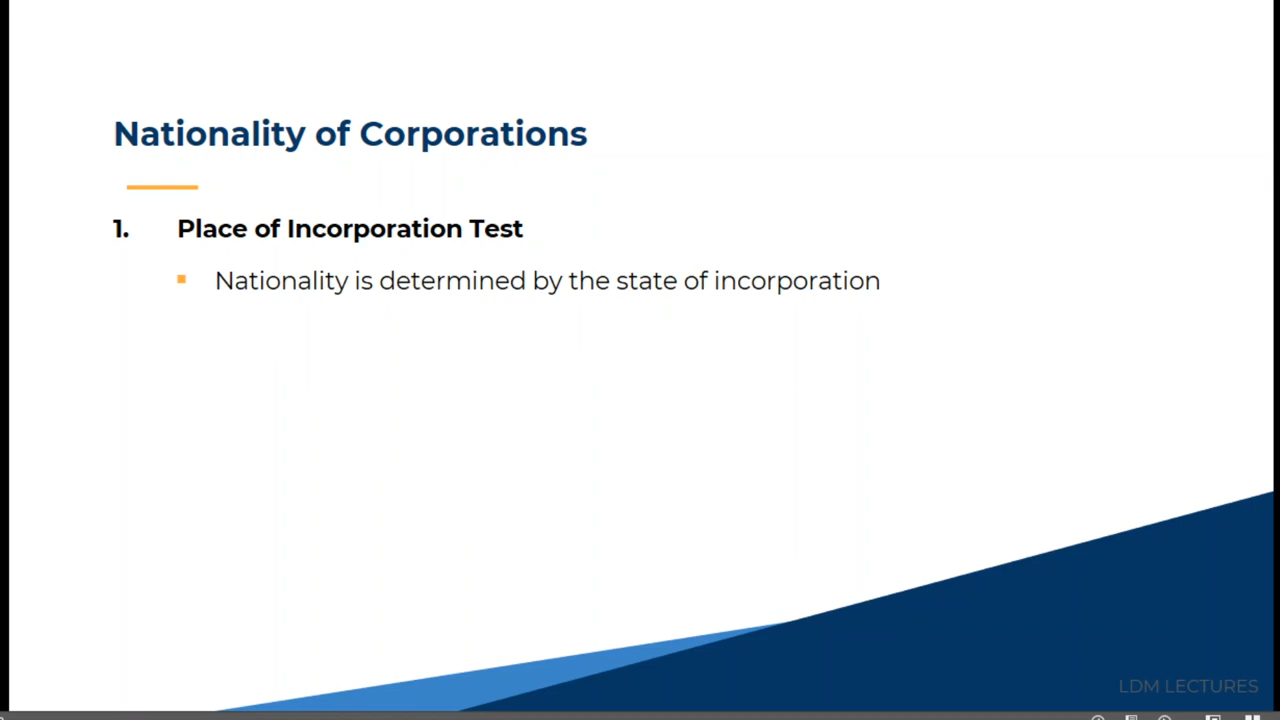 Nationality of Corporations
1. Place of Incorporation Test
▪ Nationality is determined by the state of incorporation
LDM LECTURES